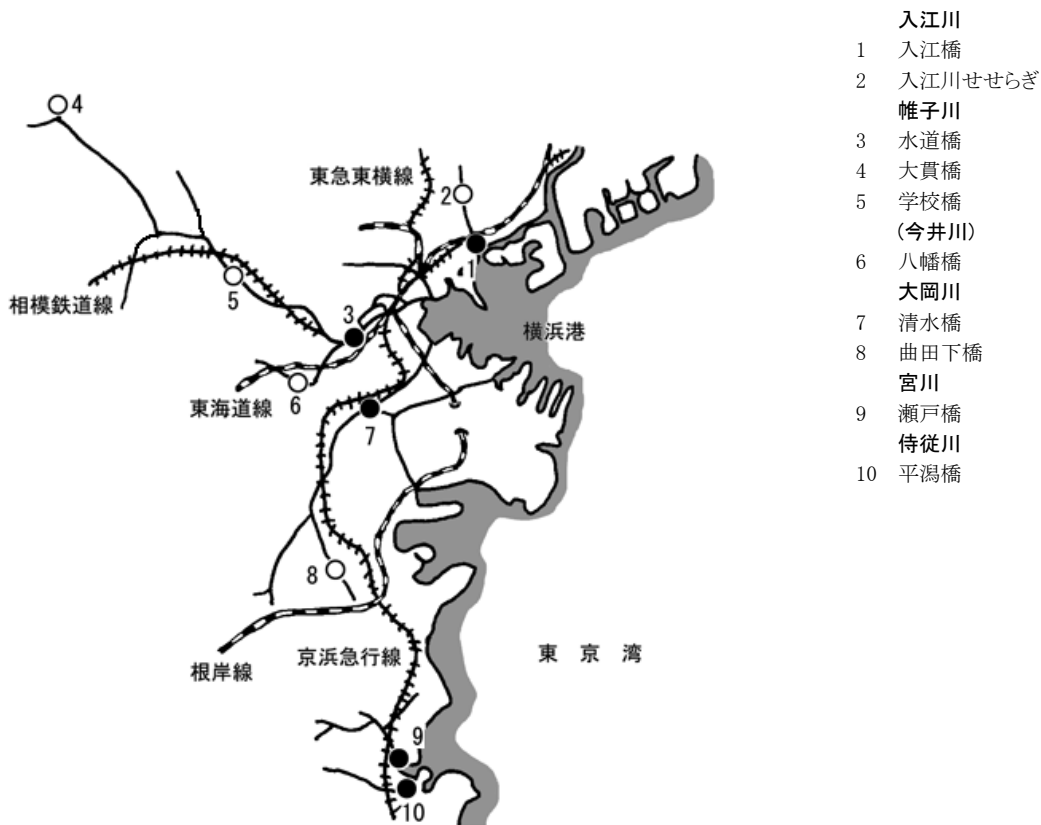 入江川
1 入江橋
2 入江川せせらぎ
帷子川
3 水道橋
4 大貫橋
5 学校橋
(今井川)
6 八幡橋
大岡川
7 清水橋
8 曲田下橋
宮川
9 瀬戸橋
侍従川
10 平潟橋
4
東急東横線
2
1
5
相模鉄道線
3
横浜港
6
東海道線
7
8
根岸線
京浜急行線
東京湾
9
10